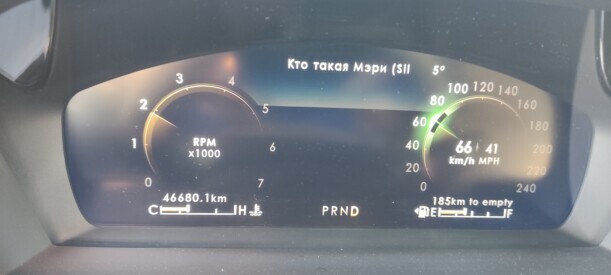 Кто такая Мэри (SII 5°
3 4
2 5
1 6
0 7
RPM
x1000
100 120 140
80 160
60 180
40 200
20 220
0 240
66 41
km/h MPH
46680.1km
C H
PRND
185km to empty
E F